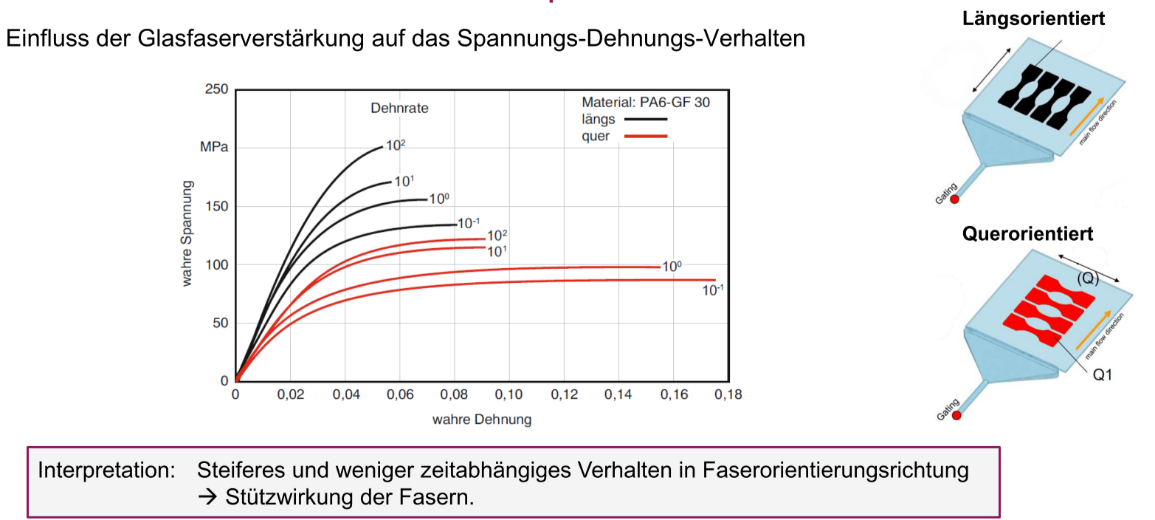 Einfluss der Glasfaserverstärkung auf das Spannungs-Dehnungs-Verhalten
250
MPa
150
100
50
0
wahre Spannung
Dehnrate
Material: PA6-GF 30
längs
quer
10²
10¹
10⁰
10⁻¹
10²
10¹
10⁰
10⁻¹
0 0,02 0,04 0,06 0,08 0,10 0,12 0,14 0,16 0,18
wahre Dehnung
Längsorientiert
main flow direction
Gating
Querorientiert
(Q)
main flow direction
Q1
Gating
Interpretation: Steiferes und weniger zeitabhängiges Verhalten in Faserorientierungsrichtung
→ Stützwirkung der Fasern.